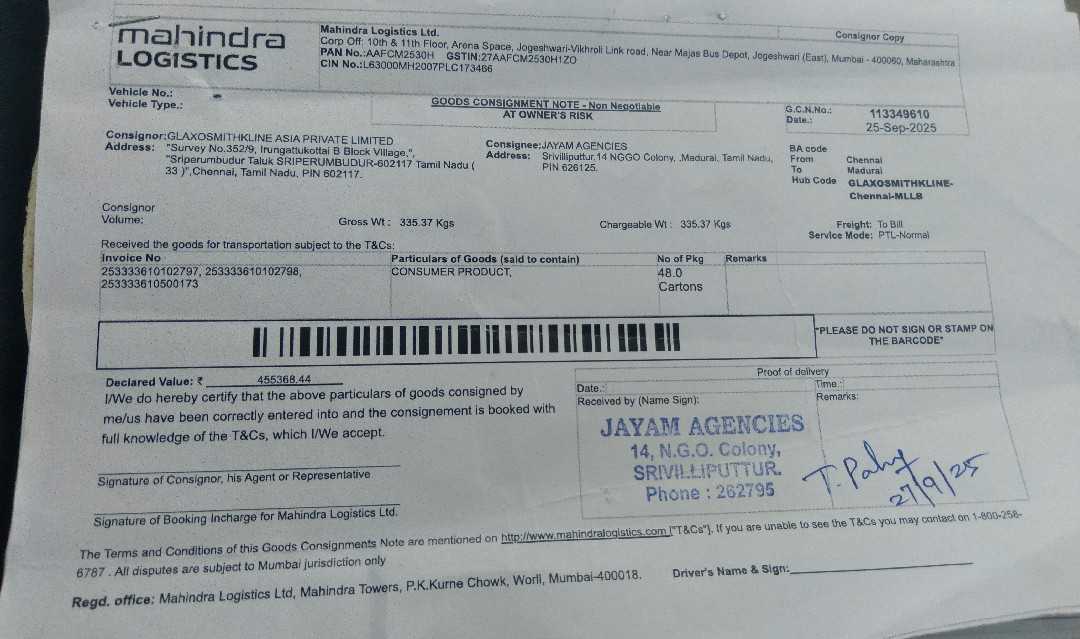 mahindra
LOGISTICS
Mahindra Logistics Ltd.
Corp Off: 10th & 11th Floor, Arena Space, Jogeshwari-Vikhroli Link road, Near Majas Bus Depot, Jogeshwari (East), Mumbai - 400060, Maharashtra
PAN No.:AAFCM2530H GSTIN:27AAFCM2530H1ZO
CIN No.:L63000MH2007PLC173466
Consignor Copy
Vehicle No.:
Vehicle Type.:
GOODS CONSIGNMENT NOTE - Non Negotiable
AT OWNER'S RISK
G.C.N.No.: 113349610
Date.: 25-Sep-2025
Consignor:GLAXOSMITHKLINE ASIA PRIVATE LIMITED
Address: "Survey No.352/9, Irungattukottai B Block Village,",
"Sriperumbudur Taluk SRIPERUMBUDUR-602117 Tamil Nadu (
33 )",Chennai, Tamil Nadu, PIN 602117.
Consignee:JAYAM AGENCIES
Address: Srivilliputtur,14 NGGO Colony, ,Madurai, Tamil Nadu,
PIN 626125.
BA code
From Chennai
To Madurai
Hub Code GLAXOSMITHKLINE-
Chennai-MLLB
Consignor
Volume:
Gross Wt : 335.37 Kgs
Chargeable Wt : 335.37 Kgs
Freight: To Bill
Service Mode: PTL-Normal
Received the goods for transportation subject to the T&Cs:
Invoice No Particulars of Goods (said to contain) No of Pkg Remarks
253333610102797, 253333610102798, CONSUMER PRODUCT, 48.0
253333610500173 Cartons
"PLEASE DO NOT SIGN OR STAMP ON
THE BARCODE"
Declared Value: ₹ 455368.44
I/We do hereby certify that the above particulars of goods consigned by
me/us have been correctly entered into and the consignement is booked with
full knowledge of the T&Cs, which I/We accept.
Signature of Consignor, his Agent or Representative
Signature of Booking Incharge for Mahindra Logistics Ltd.
Proof of delivery
Date.: Time.:
Received by (Name Sign): Remarks:
JAYAM AGENCIES
14, N.G.O. Colony,
SRIVILLIPUTTUR.
Phone : 262795
27/9/25
The Terms and Conditions of this Goods Consignments Note are mentioned on http://www.mahindralogistics.com ["T&Cs"]. If you are unable to see the T&Cs you may contact on 1-800-258-
6787 . All disputes are subject to Mumbai jurisdiction only
Regd. office: Mahindra Logistics Ltd, Mahindra Towers, P.K.Kurne Chowk, Worli, Mumbai-400018.
Driver's Name & Sign: